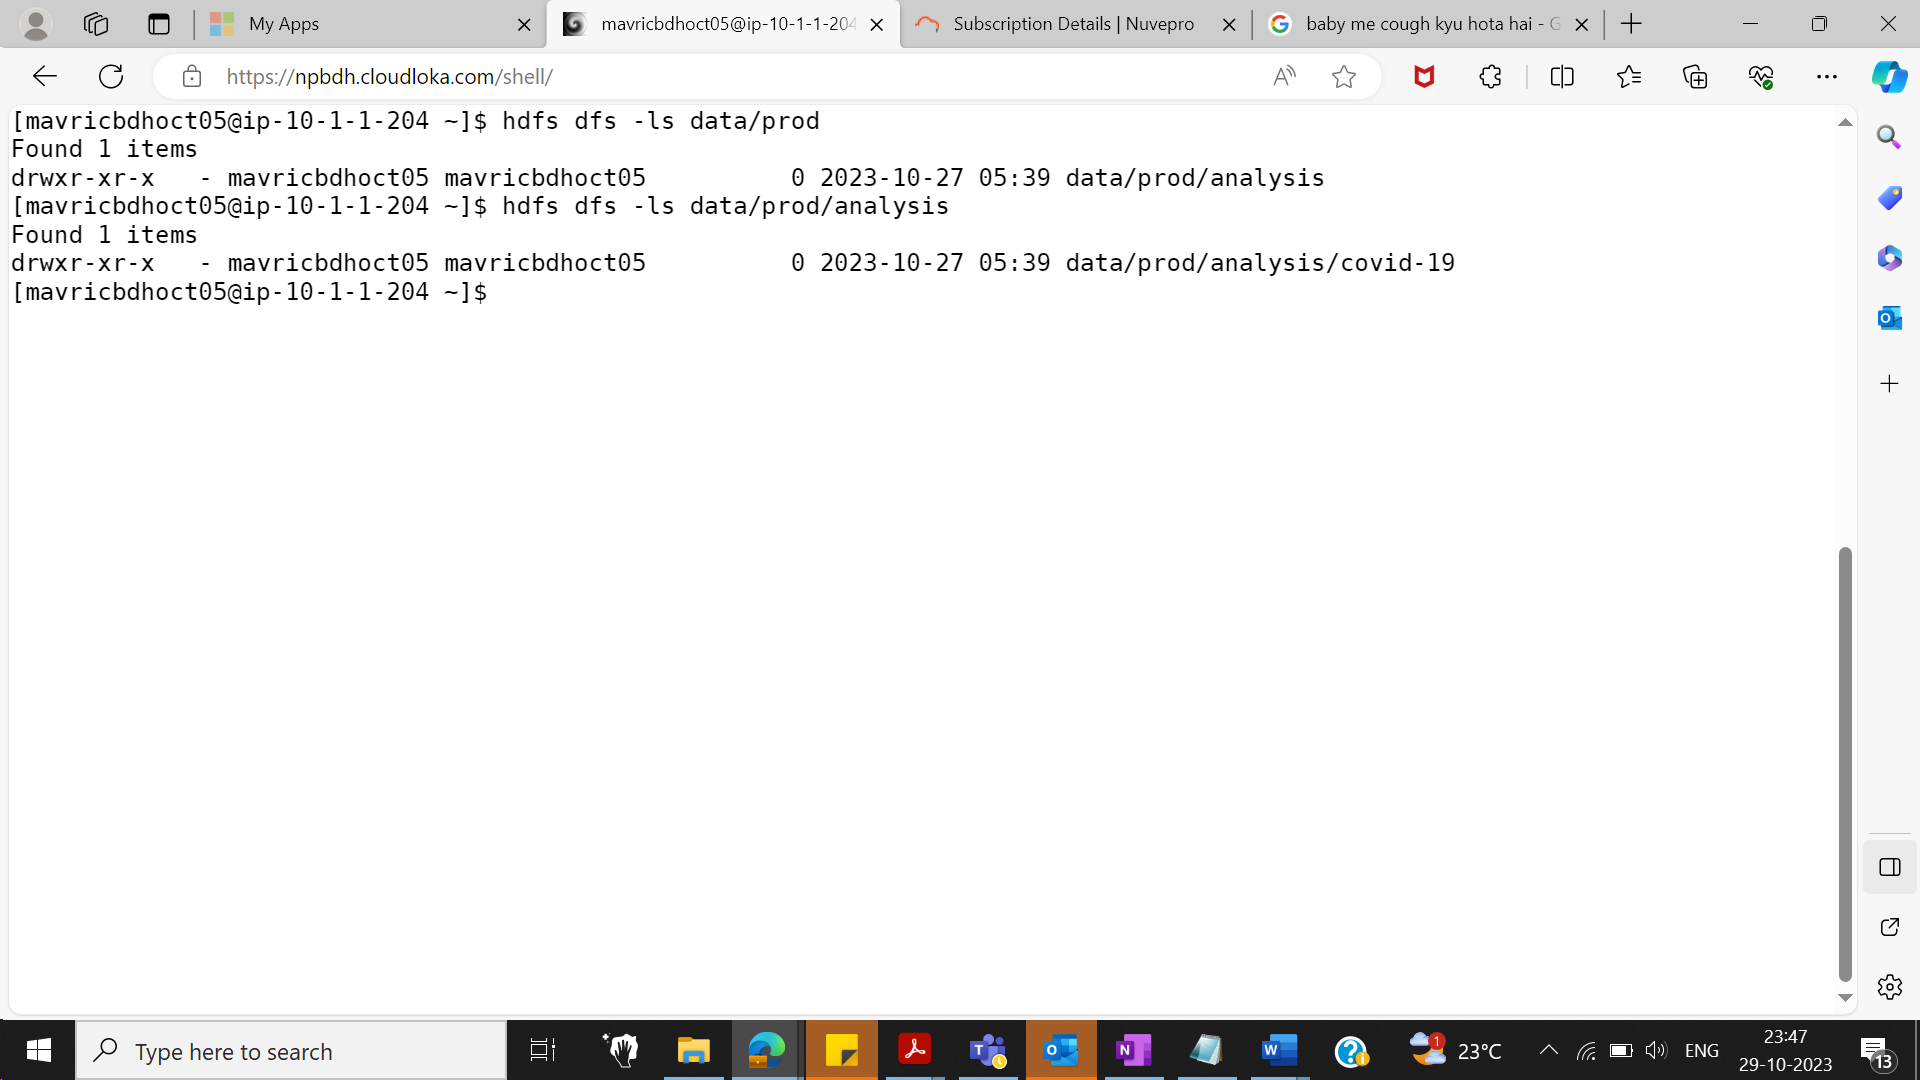 My Apps
mavricbdhoct05@ip-10-1-1-204
Subscription Details | Nuvepro
baby me cough kyu hota hai - G
https://npbdh.cloudloka.com/shell/
[mavricbdhoct05@ip-10-1-1-204 ~]$ hdfs dfs -ls data/prod
Found 1 items
drwxr-xr-x   - mavricbdhoct05 mavricbdhoct05          0 2023-10-27 05:39 data/prod/analysis
[mavricbdhoct05@ip-10-1-1-204 ~]$ hdfs dfs -ls data/prod/analysis
Found 1 items
drwxr-xr-x   - mavricbdhoct05 mavricbdhoct05          0 2023-10-27 05:39 data/prod/analysis/covid-19
[mavricbdhoct05@ip-10-1-1-204 ~]$
Type here to search
1
23°C
ENG
23:47
29-10-2023
13